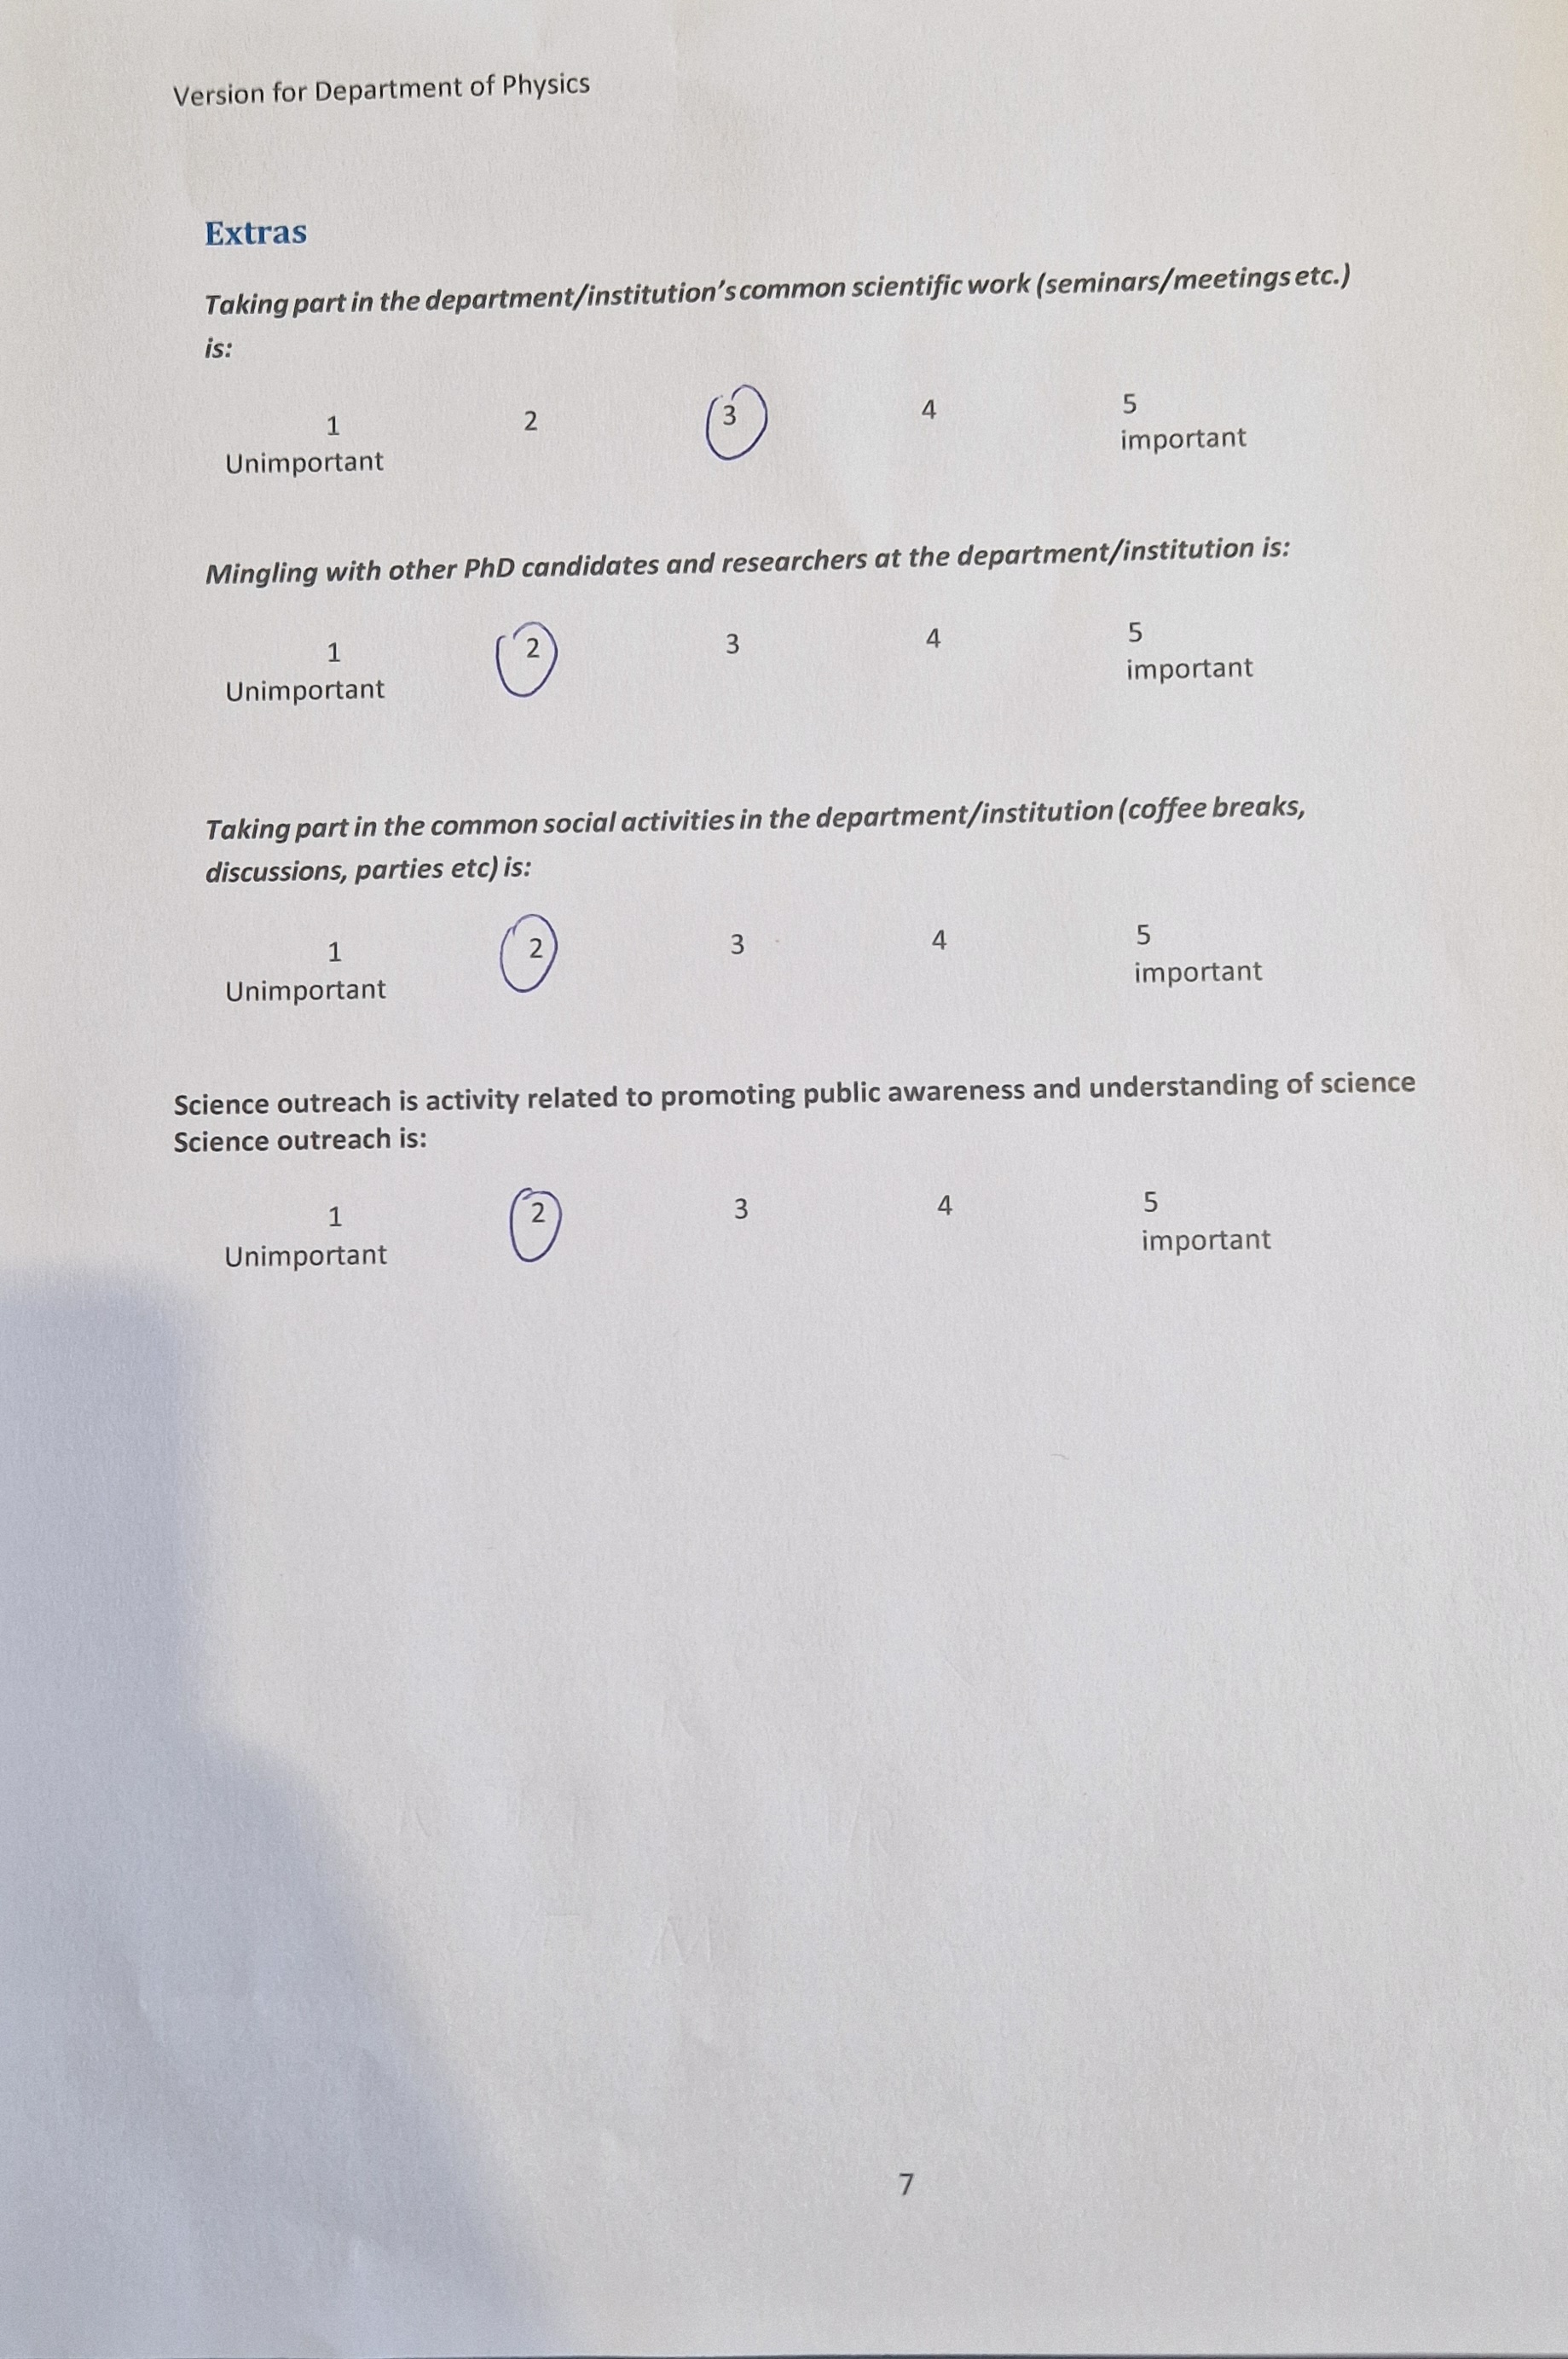 Version for Department of Physics
Extras
Taking part in the department/institution's common scientific work (seminars/meetings etc.)
is:
1 2 3 4 5
Unimportant important
Mingling with other PhD candidates and researchers at the department/institution is:
1 2 3 4 5
Unimportant important
Taking part in the common social activities in the department/institution (coffee breaks,
discussions, parties etc) is:
1 2 3 4 5
Unimportant important
Science outreach is activity related to promoting public awareness and understanding of science
Science outreach is:
1 2 3 4 5
Unimportant important
7